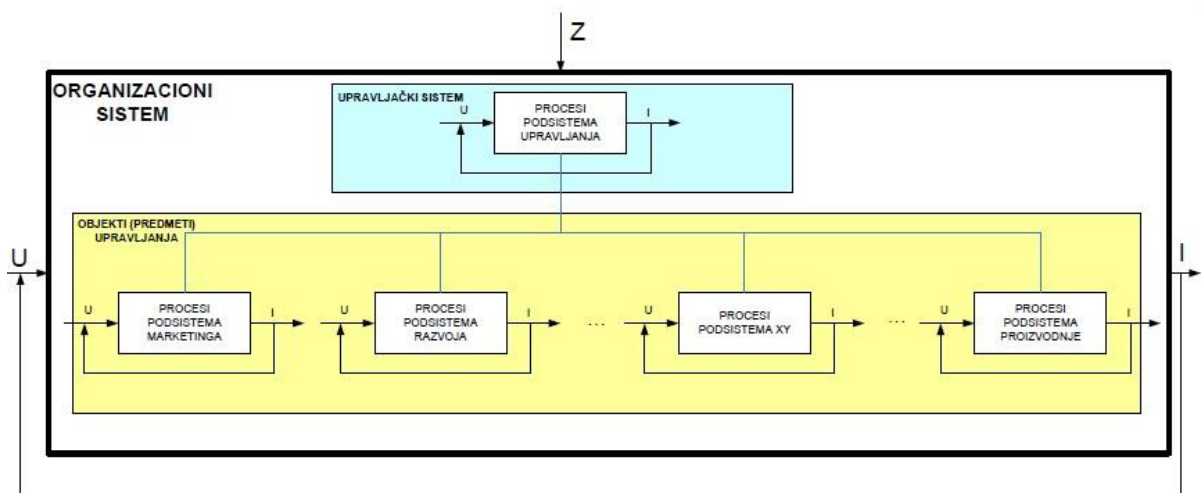 Z
ORGANIZACIONI
SISTEM
UPRAVLJAČKI SISTEM
U
PROCESI
PODSISTEMA
UPRAVLJANJA
I
OBJEKTI (PREDMETI)
UPRAVLJANJA
U
I
U
PROCESI
PODSISTEMA
MARKETINGA
I
U
PROCESI
PODSISTEMA
RAZVOJA
I
...
U
PROCESI
PODSISTEMA XY
I
...
U
PROCESI
PODSISTEMA
PROIZVODNJE
I